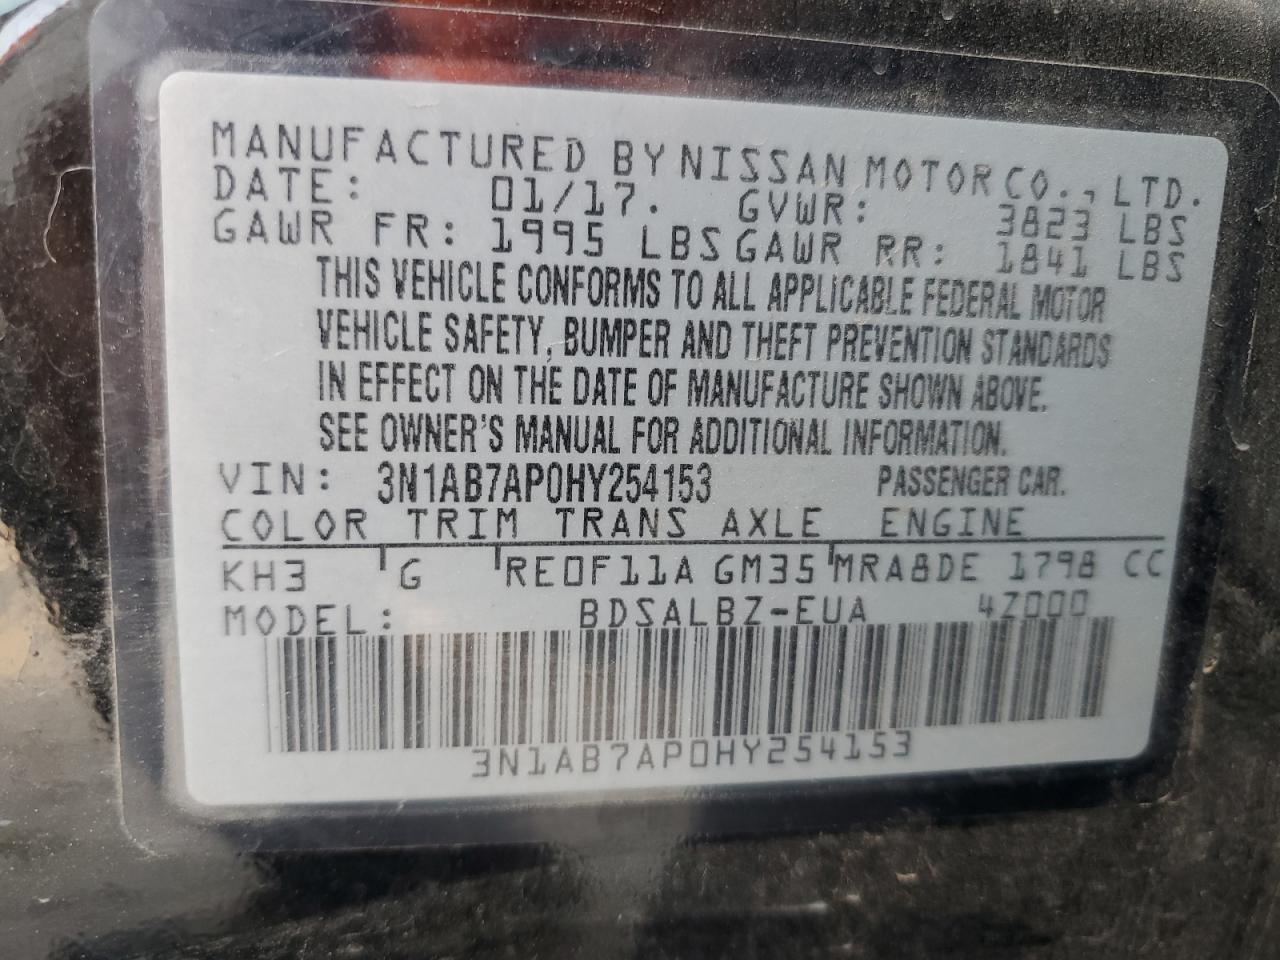 MANUFACTURED BY NISSAN MOTOR CO., LTD.
DATE: 01/17. GVWR: 3823 LBS
GAWR FR: 1995 LBS GAWR RR: 1841 LBS
THIS VEHICLE CONFORMS TO ALL APPLICABLE FEDERAL MOTOR
VEHICLE SAFETY, BUMPER AND THEFT PREVENTION STANDARDS
IN EFFECT ON THE DATE OF MANUFACTURE SHOWN ABOVE.
SEE OWNER'S MANUAL FOR ADDITIONAL INFORMATION.
VIN: 3N1AB7AP0HY254153 PASSENGER CAR.
COLOR TRIM TRANS AXLE ENGINE
KH3 G RE0F11A GM35 MRA8DE 1798 CC
MODEL: BDSALBZ-EUA 4Z000
3N1AB7AP0HY254153